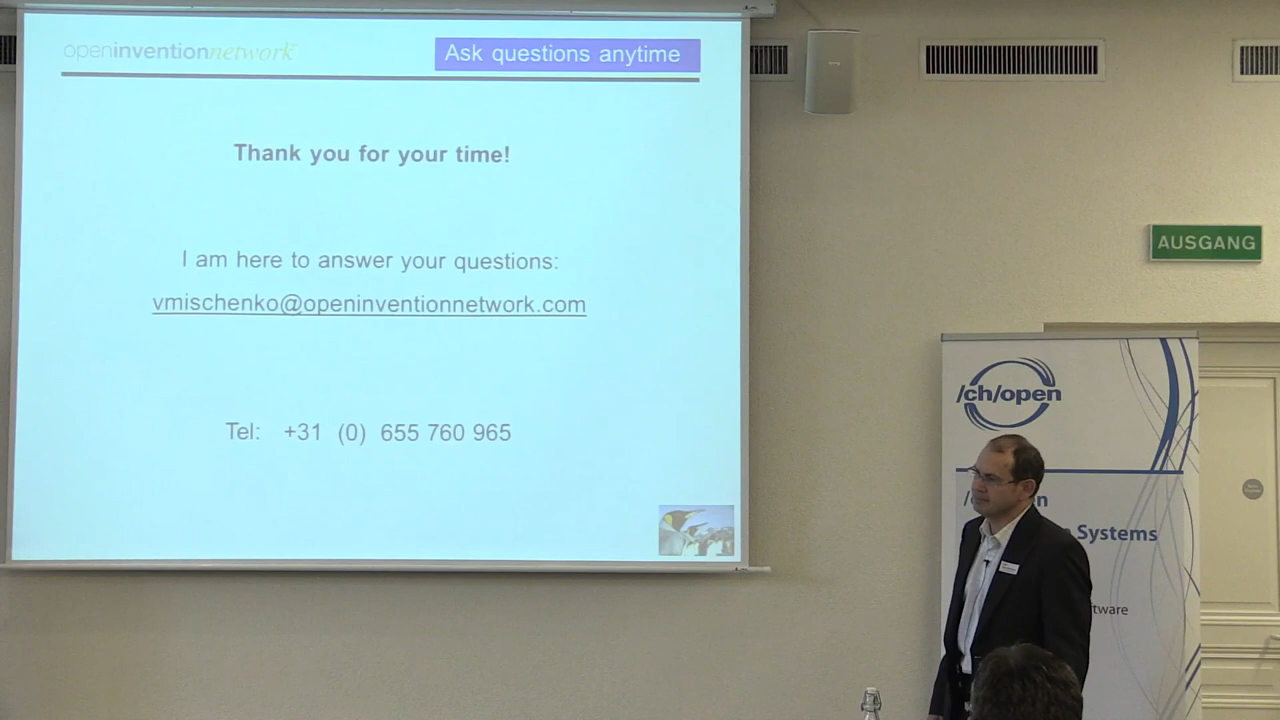 openinventionnetwork
Ask questions anytime
Thank you for your time!
I am here to answer your questions:
vmischenko@openinventionnetwork.com
Tel: +31 (0) 655 760 965
AUSGANG
/ch/open
Systems